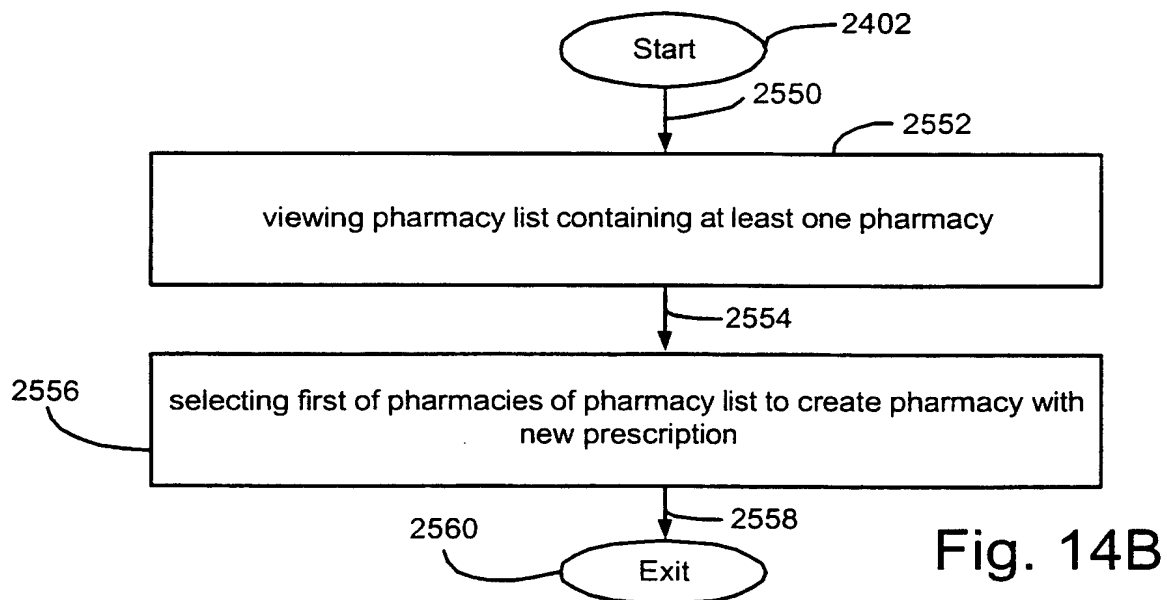 2402
Start
2550
2552
viewing pharmacy list containing at least one pharmacy
2554
2556
selecting first of pharmacies of pharmacy list to create pharmacy with
new prescription
2558
2560
Exit
Fig. 14B